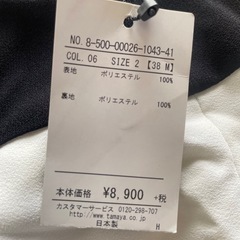 NO. 8-500-00026-1043-41
COL. 06 SIZE 2 【38 M】
表地 ポリエステル 100%
裏地 ポリエステル 100%
本体価格 ¥8,900 +税
カスタマーサービス 0120-298-707
http://www.tamaya.co.jp
日本製 H